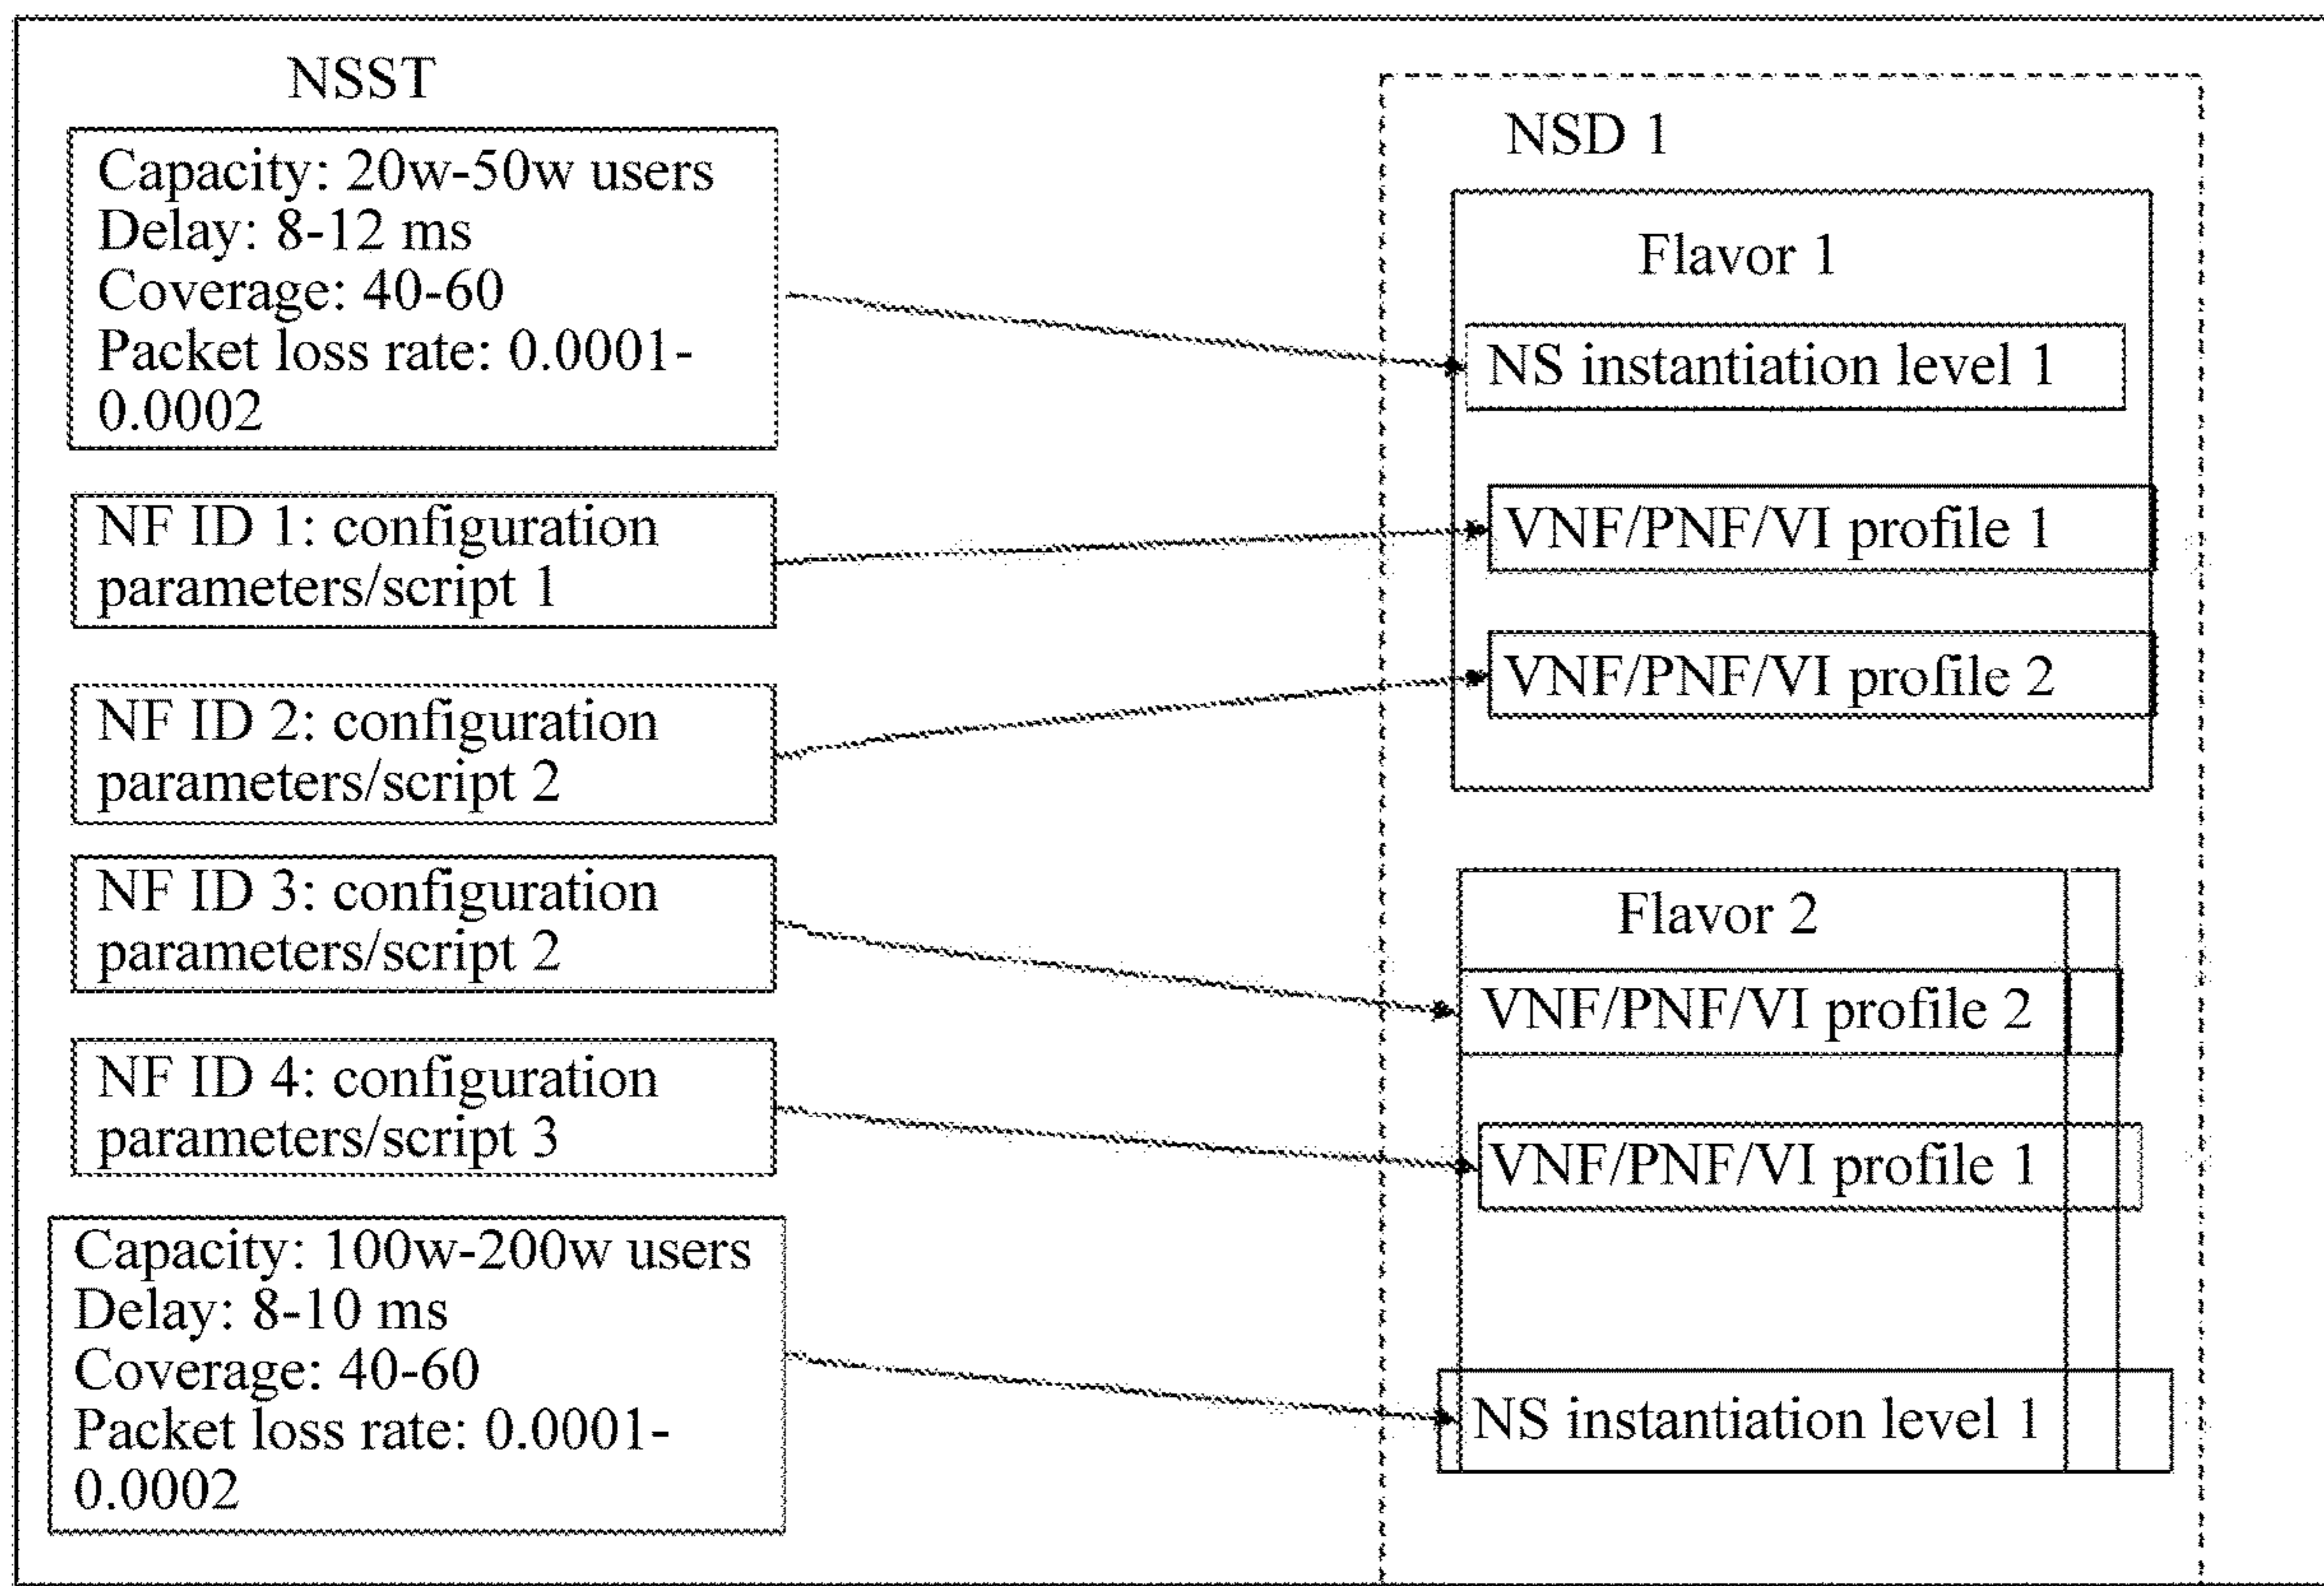 NSST
Capacity: 20w-50w users
Delay: 8-12 ms
Coverage: 40-60
Packet loss rate: 0.0001-
0.0002
NF ID 1: configuration
parameters/script 1
NF ID 2: configuration
parameters/script 2
NF ID 3: configuration
parameters/script 2
NF ID 4: configuration
parameters/script 3
Capacity: 100w-200w users
Delay: 8-10 ms
Coverage: 40-60
Packet loss rate: 0.0001-
0.0002
NSD 1
Flavor 1
NS instantiation level 1
VNF/PNF/VI profile 1
VNF/PNF/VI profile 2
Flavor 2
VNF/PNF/VI profile 2
VNF/PNF/VI profile 1
NS instantiation level 1